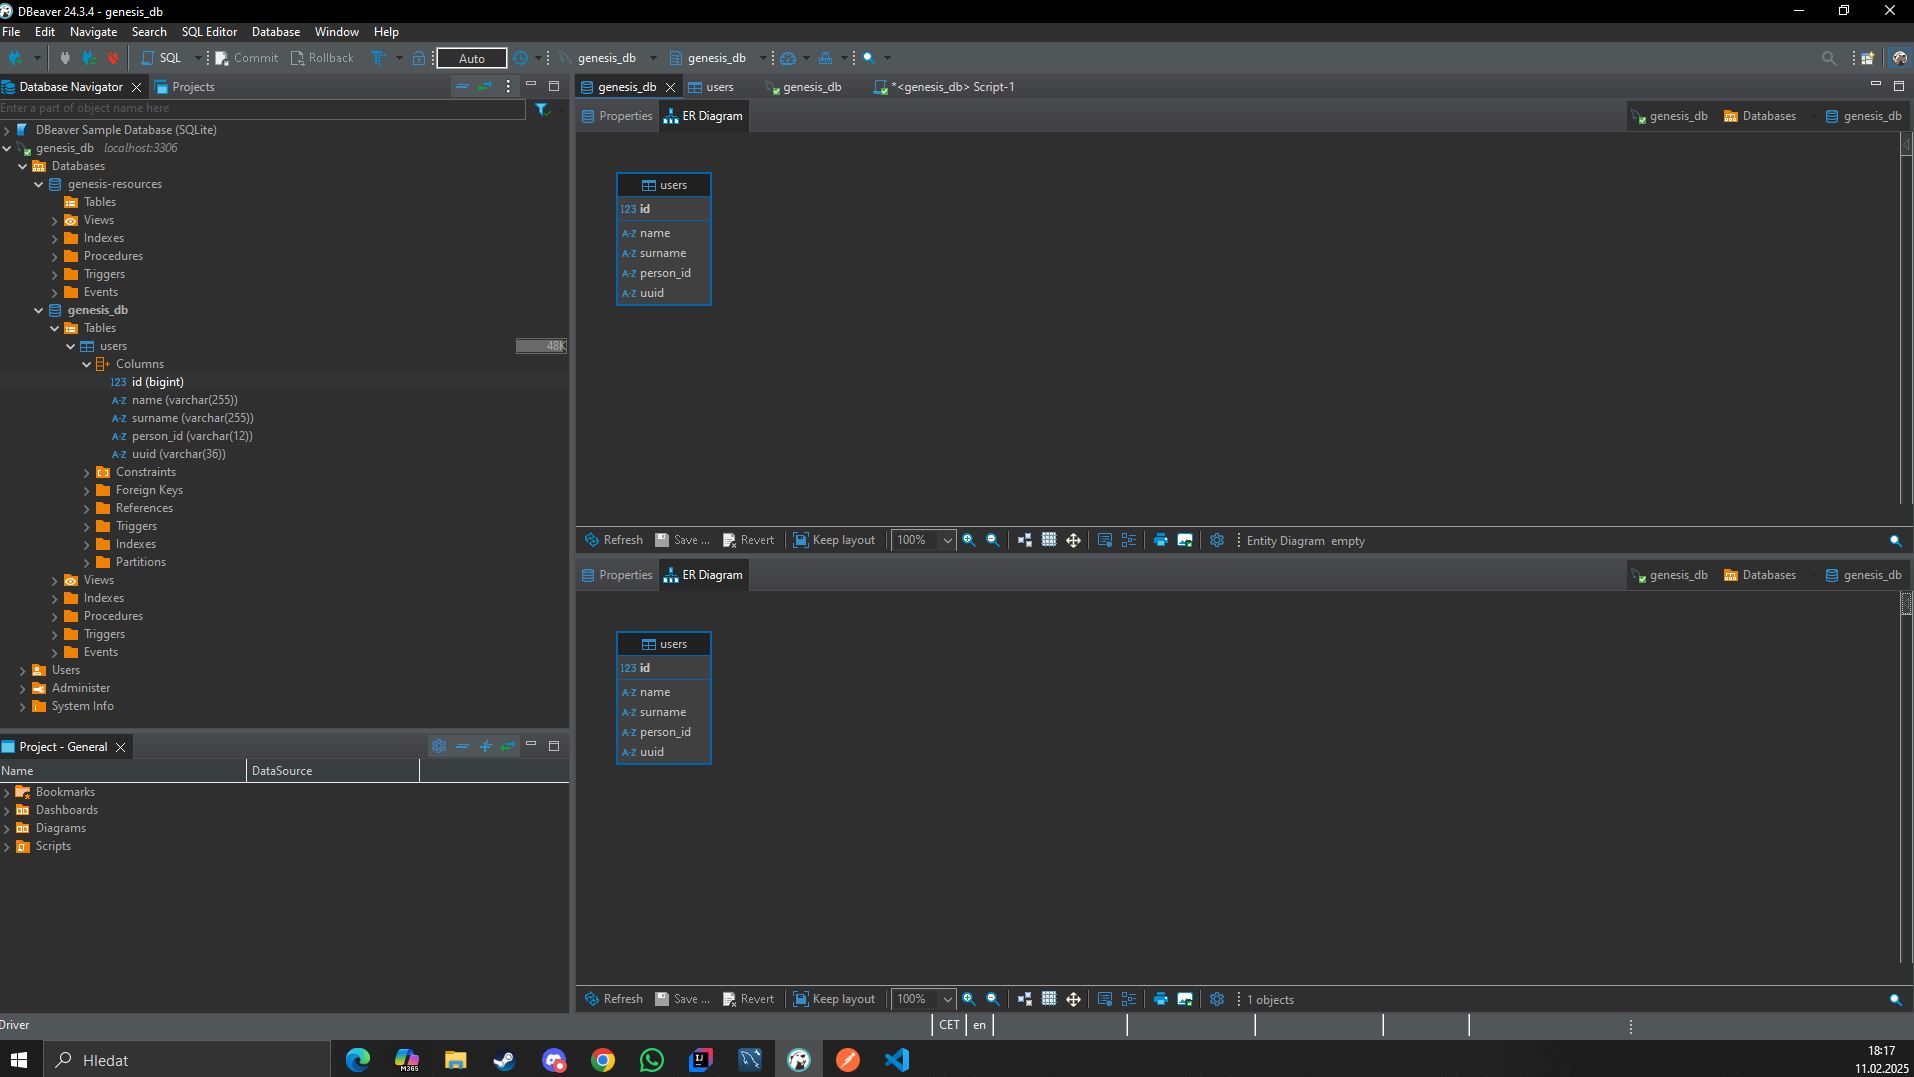 DBeaver 24.3.4 - genesis_db
File Edit Navigate Search SQL Editor Database Window Help
SQL Commit Rollback Auto genesis_db genesis_db
Database Navigator Projects
Enter a part of object name here
DBeaver Sample Database (SQLite)
genesis_db localhost:3306
Databases
genesis-resources
Tables
Views
Indexes
Procedures
Triggers
Events
genesis_db
Tables
users 48K
Columns
123 id (bigint)
A-Z name (varchar(255))
A-Z surname (varchar(255))
A-Z person_id (varchar(12))
A-Z uuid (varchar(36))
Constraints
Foreign Keys
References
Triggers
Indexes
Partitions
Views
Indexes
Procedures
Triggers
Events
Users
Administer
System Info
Project - General
Name DataSource
Bookmarks
Dashboards
Diagrams
Scripts
genesis_db users genesis_db *<genesis_db> Script-1
Properties ER Diagram genesis_db Databases genesis_db
users
123 id
A-Z name
A-Z surname
A-Z person_id
A-Z uuid
Refresh Save ... Revert Keep layout 100% Entity Diagram empty
Properties ER Diagram genesis_db Databases genesis_db
users
123 id
A-Z name
A-Z surname
A-Z person_id
A-Z uuid
Refresh Save ... Revert Keep layout 100% 1 objects
Driver CET en
Hledat M365 IJ 18:17
11.02.2025